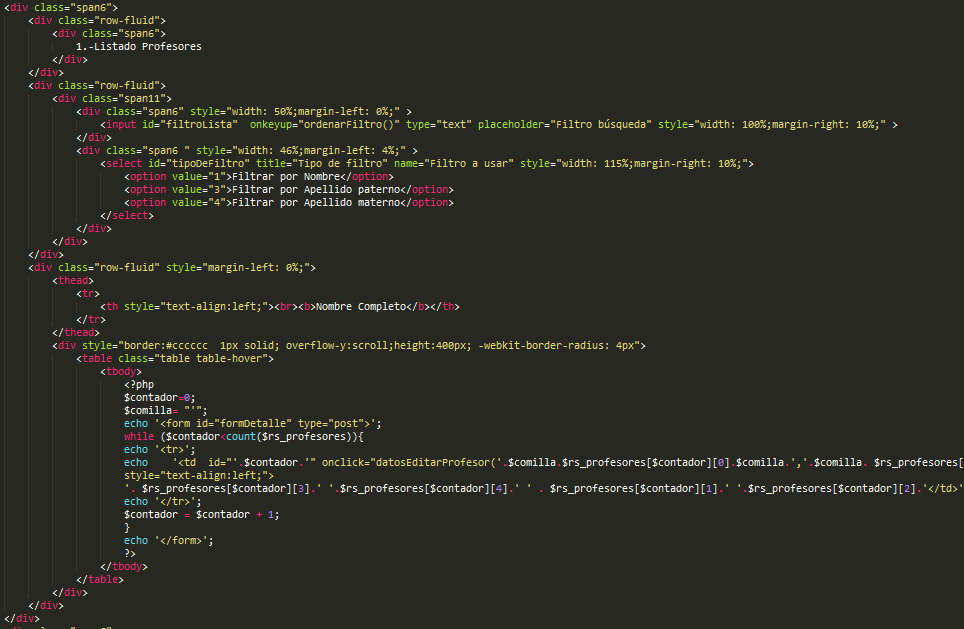 <div class="span6">
<div class="row-fluid">
<div class="span6">
1.-Listado Profesores
</div>
</div>
<div class="row-fluid">
<div class="span11">
<div class="span6" style="width: 50%;margin-left: 0%;" >
<input id="filtroLista"  onkeyup="ordenarFiltro()" type="text" placeholder="Filtro búsqueda" style="width: 100%;margin-right: 10%;" >
</div>
<div class="span6 " style="width: 46%;margin-left: 4%;" >
<select id="tipoDeFiltro" title="Tipo de filtro" name="Filtro a usar" style="width: 115%;margin-right: 10%;">
<option value="1">Filtrar por Nombre</option>
<option value="3">Filtrar por Apellido paterno</option>
<option value="4">Filtrar por Apellido materno</option>
</select>
</div>
</div>
</div>
<div class="row-fluid" style="margin-left: 0%;">
<thead>
<tr>
<th style="text-align:left;"><br><b>Nombre Completo</b></th>
</tr>
</thead>
<div style="border:#cccccc  1px solid; overflow-y:scroll;height:400px; -webkit-border-radius: 4px">
<table class="table table-hover">
<tbody>
<?php
$contador=0;
$comilla= "'";
echo '<form id="formDetalle" type="post">';
while ($contador<count($rs_profesores)){
echo '<tr>';
echo    '<td  id="'.$contador.'" onclick="datosEditarProfesor('.$comilla.$rs_profesores[$contador][0].$comilla.','.$comilla. $rs_profesores[
style="text-align:left;">
'. $rs_profesores[$contador][3].' '.$rs_profesores[$contador][4].' ' . $rs_profesores[$contador][1].' '.$rs_profesores[$contador][2].'</td>'
echo '</tr>';
$contador = $contador + 1;
}
echo '</form>';
?>
</tbody>
</table>
</div>
</div>
</div>